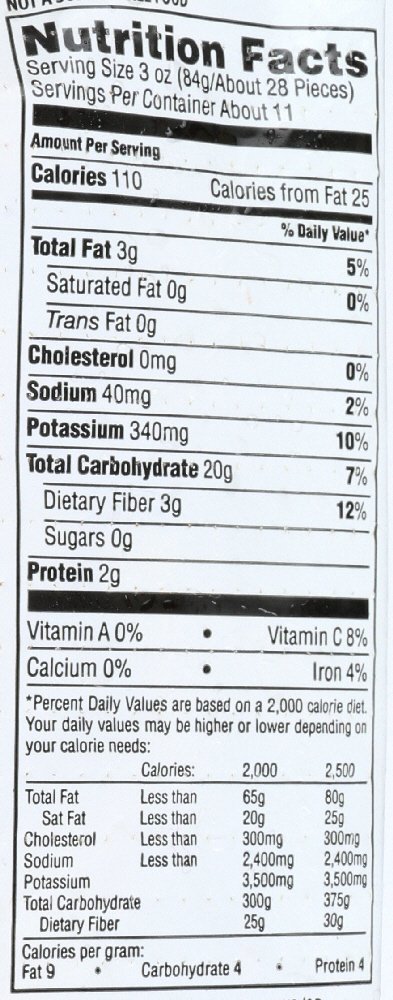 Nutrition Facts
Serving Size 3 oz (84g/About 28 Pieces)
Servings Per Container About 11
Amount Per Serving
Calories 110 Calories from Fat 25
% Daily Value*
Total Fat 3g 5%
Saturated Fat 0g 0%
Trans Fat 0g
Cholesterol 0mg 0%
Sodium 40mg 2%
Potassium 340mg 10%
Total Carbohydrate 20g 7%
Dietary Fiber 3g 12%
Sugars 0g
Protein 2g
Vitamin A 0% • Vitamin C 8%
Calcium 0% • Iron 4%
*Percent Daily Values are based on a 2,000 calorie diet.
Your daily values may be higher or lower depending on
your calorie needs:
Calories: 2,000 2,500
Total Fat Less than 65g 80g
Sat Fat Less than 20g 25g
Cholesterol Less than 300mg 300mg
Sodium Less than 2,400mg 2,400mg
Potassium 3,500mg 3,500mg
Total Carbohydrate 300g 375g
Dietary Fiber 25g 30g
Calories per gram:
Fat 9 • Carbohydrate 4 • Protein 4